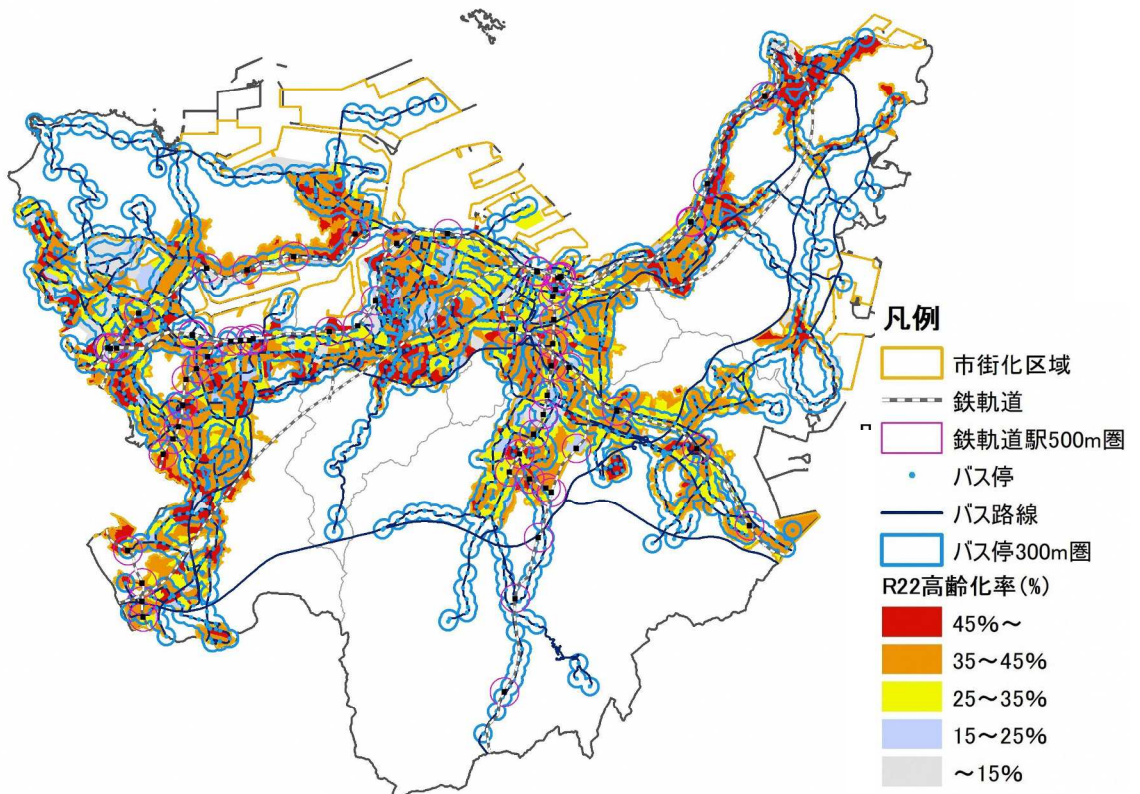 凡例
市街化区域
鉄軌道
鉄軌道駅500m圏
バス停
バス路線
バス停300m圏
R22高齢化率(%)
45%～
35～45%
25～35%
15～25%
～15%